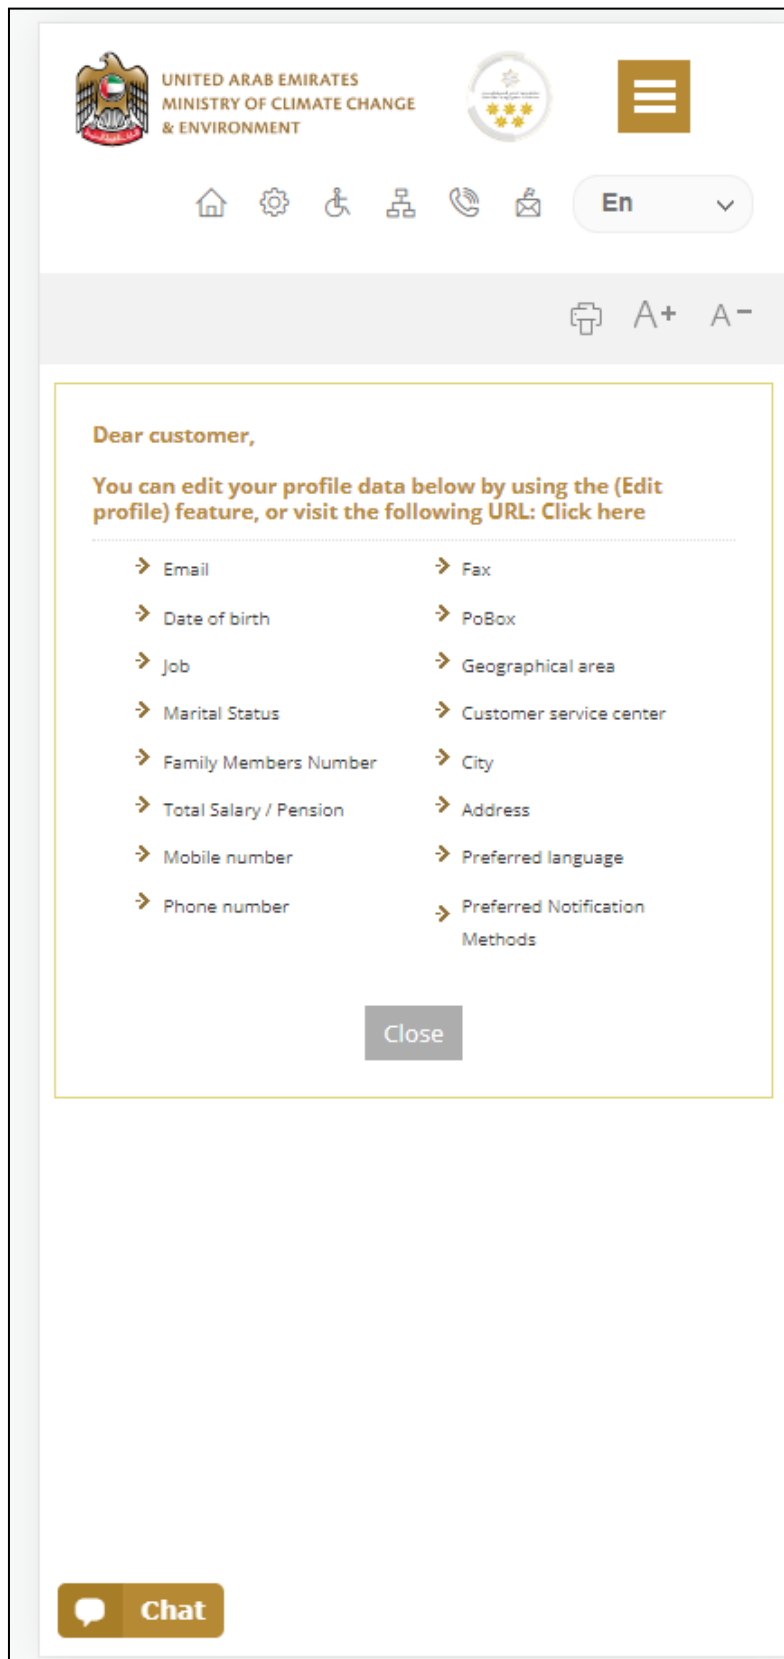 UNITED ARAB EMIRATES
MINISTRY OF CLIMATE CHANGE
& ENVIRONMENT
En
A+ A-
Dear customer,
You can edit your profile data below by using the (Edit
profile) feature, or visit the following URL: Click here
Email
Date of birth
Job
Marital Status
Family Members Number
Total Salary / Pension
Mobile number
Phone number
Fax
PoBox
Geographical area
Customer service center
City
Address
Preferred language
Preferred Notification
Methods
Close
Chat